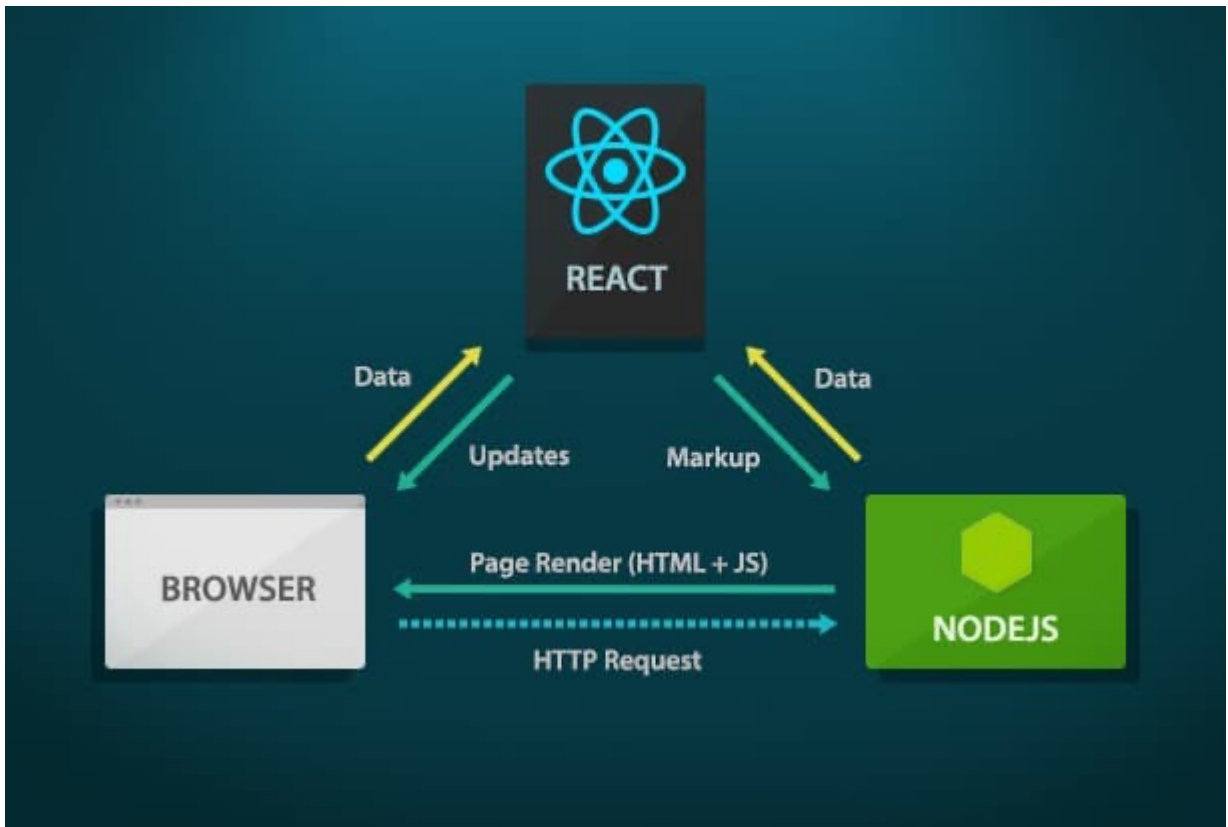 REACT
Data
Data
Updates
Markup
Page Render (HTML + JS)
BROWSER
NODEJS
HTTP Request